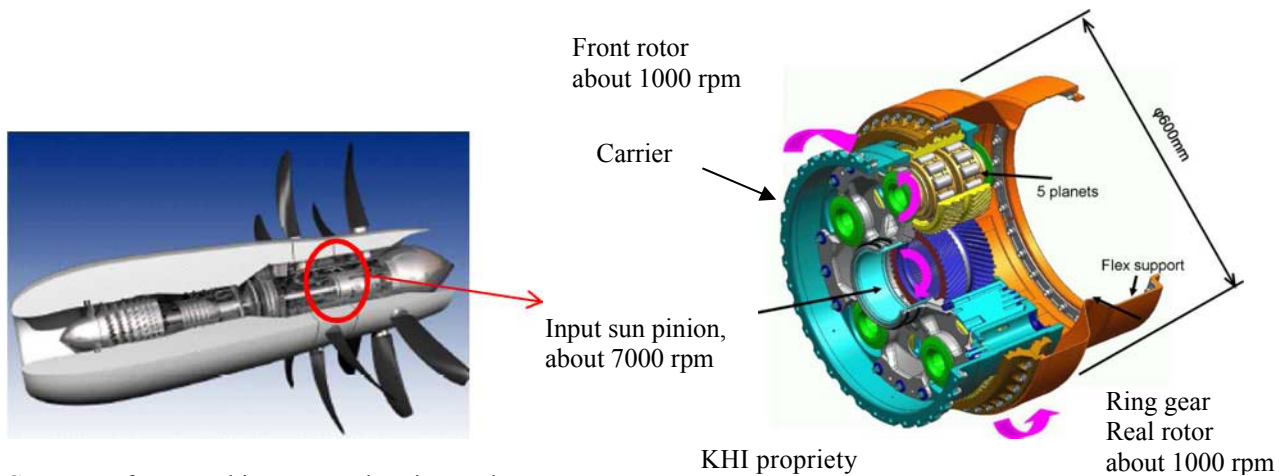 Front rotor
about 1000 rpm
Carrier
φ600mm
5 planets
Flex support
Input sun pinion,
about 7000 rpm
Ring gear
Real rotor
about 1000 rpm
KHI propriety